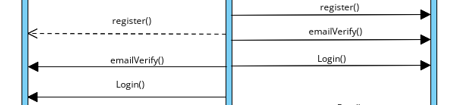 register()
register()
emailVerify()
emailVerify()
Login()
Login()